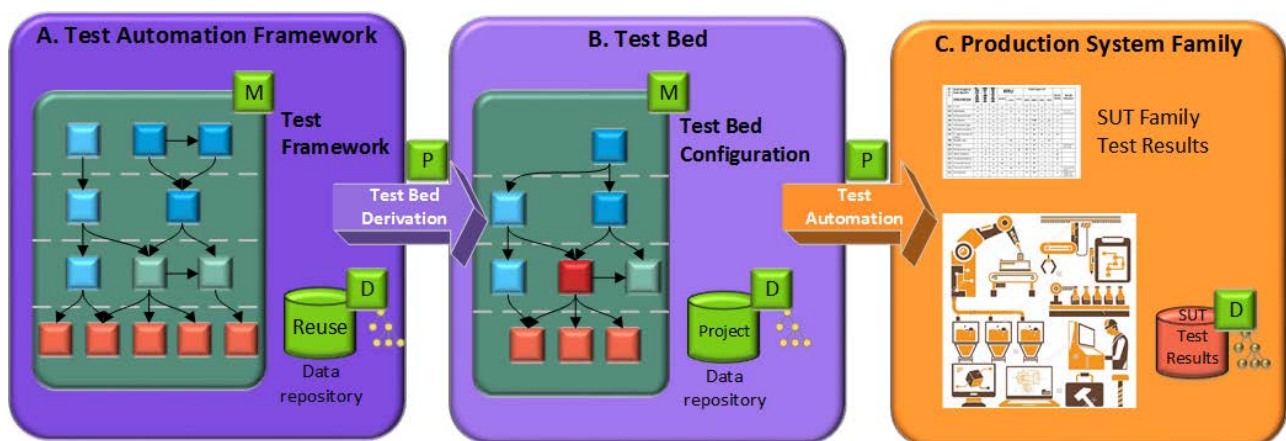 A. Test Automation Framework
M
Test
Framework
Reuse
D
Data
repository
P
Test Bed
Derivation
B. Test Bed
M
Test Bed
Configuration
Project
D
Data
repository
P
Test
Automation
C. Production System Family
SUT Family
Test Results
SUT
Test
Results
D